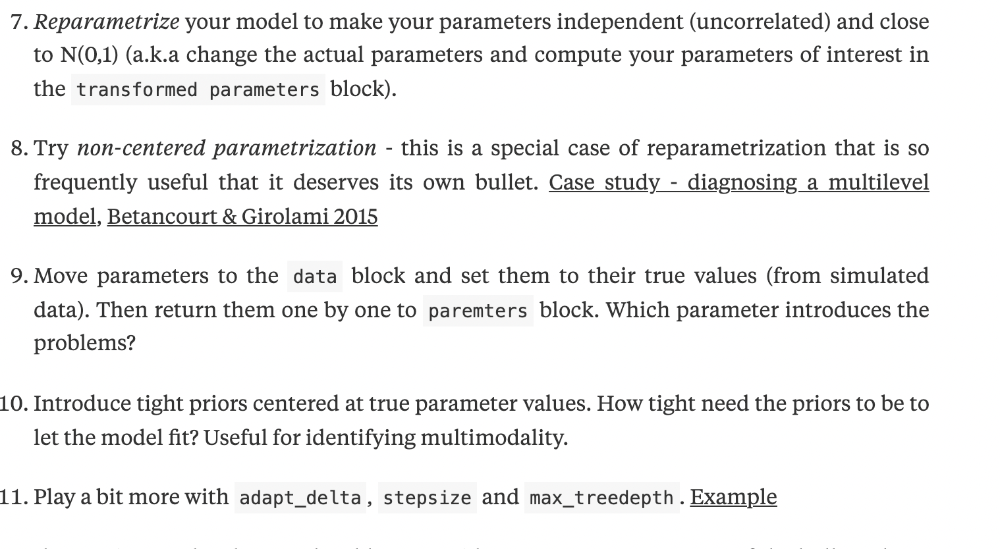 7. Reparametrize your model to make your parameters independent (uncorrelated) and close
to N(0,1) (a.k.a change the actual parameters and compute your parameters of interest in
the transformed parameters block).
8. Try non-centered parametrization - this is a special case of reparametrization that is so
frequently useful that it deserves its own bullet. Case study - diagnosing a multilevel
model, Betancourt & Girolami 2015
9. Move parameters to the data block and set them to their true values (from simulated
data). Then return them one by one to paremters block. Which parameter introduces the
problems?
10. Introduce tight priors centered at true parameter values. How tight need the priors to be to
let the model fit? Useful for identifying multimodality.
11. Play a bit more with adapt_delta, stepsize and max_treedepth. Example